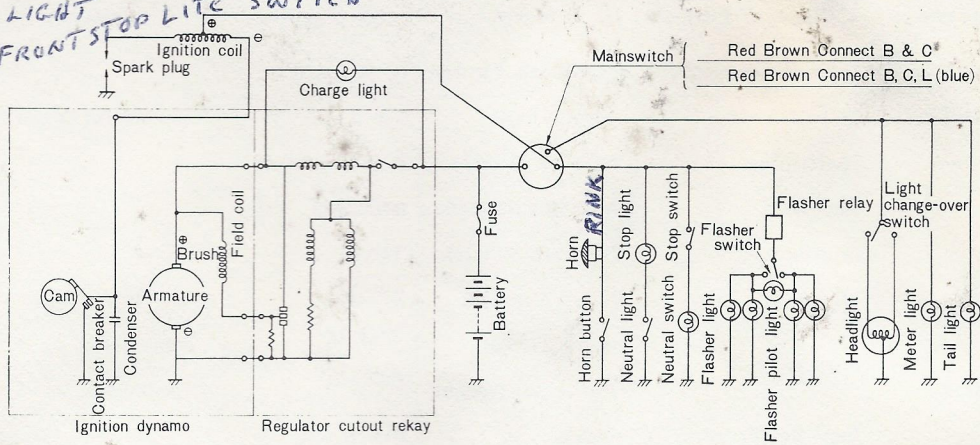 LIGHT
FRONT STOP LITE SWITCH
⊕
⊖
Ignition coil
Spark plug
Charge light
Mainswitch
Red Brown Connect B & C
Red Brown Connect B, C, L (blue)
Field coil
⊕
Brush
Cam
Armature
⊖
Contact breaker
Condenser
Fuse
Battery
Horn
PINK
Stop light
Stop switch
Flasher relay
Flasher
switch
Light
change-over
switch
Horn button
Neutral light
Neutral switch
Flasher light
Flasher pilot light
Headlight
Meter light
Tail light
Ignition dynamo
Regulator cutout rekay